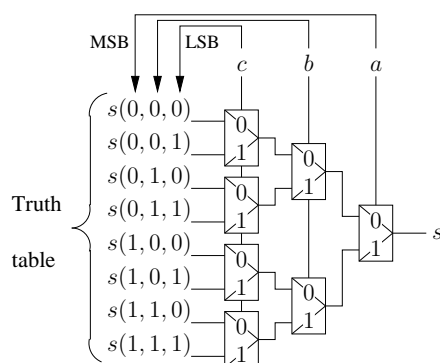 MSB LSB
c b a
s(0, 0, 0)
s(0, 0, 1)
s(0, 1, 0)
s(0, 1, 1)
s(1, 0, 0)
s(1, 0, 1)
s(1, 1, 0)
s(1, 1, 1)
Truth
table
0
1
0
1
0
1
0
1
0
1
0
1
0
1
s